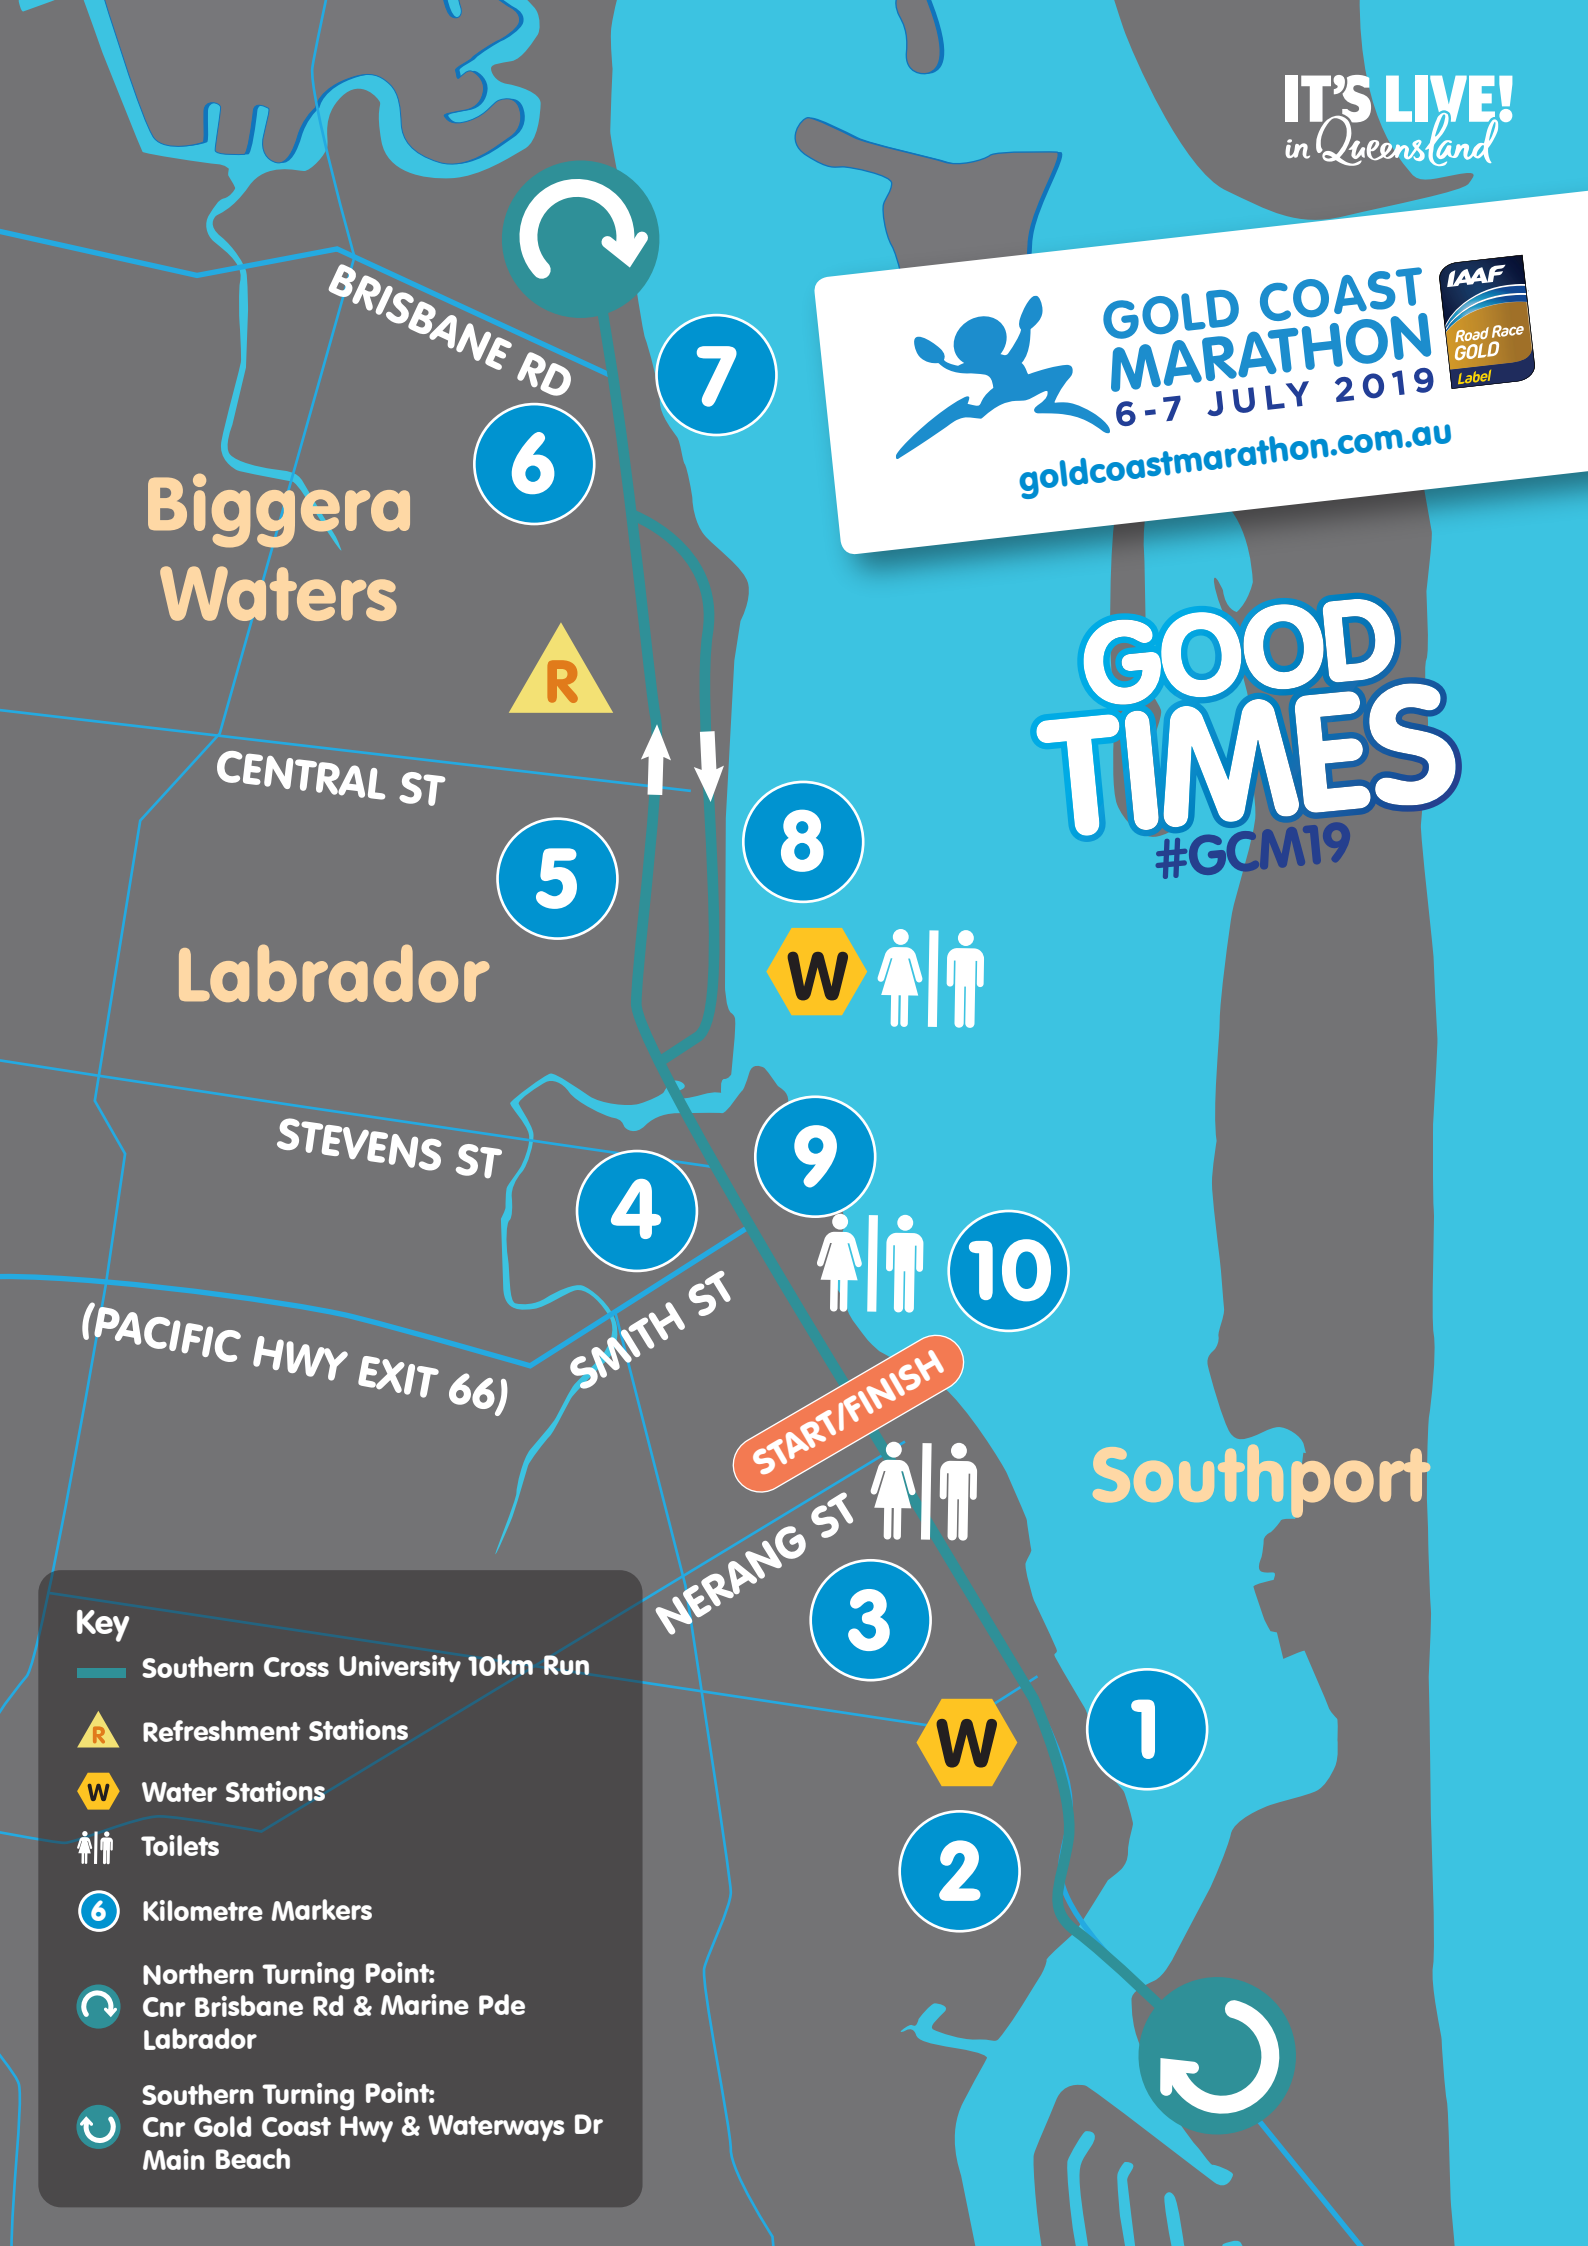 IT'S LIVE!
in Queensland
GOLD COAST
MARATHON
6-7 JULY 2019
goldcoastmarathon.com.au
IAAF
Road Race
GOLD
Label
GOOD
TIMES
#GCM19
BRISBANE RD
7
6
Biggera
Waters
R
CENTRAL ST
8
5
W
Labrador
STEVENS ST
9
4
10
SMITH ST
(PACIFIC HWY EXIT 66)
START/FINISH
Southport
NERANG ST
3
1
W
2
Key
Southern Cross University 10km Run
R Refreshment Stations
W Water Stations
Toilets
6 Kilometre Markers
Northern Turning Point:
Cnr Brisbane Rd & Marine Pde
Labrador
Southern Turning Point:
Cnr Gold Coast Hwy & Waterways Dr
Main Beach